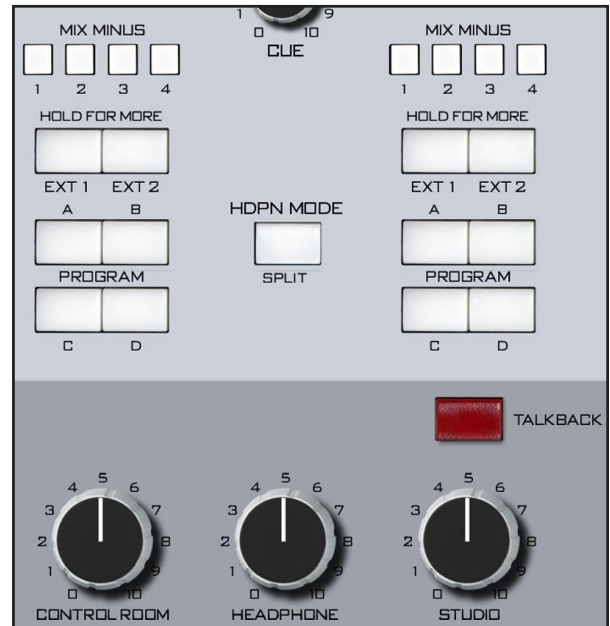 1 9
0 10
CUE
MIX MINUS
1 2 3 4
HOLD FOR MORE
EXT 1 EXT 2
A B
PROGRAM
C D
HDPN MODE
SPLIT
MIX MINUS
1 2 3 4
HOLD FOR MORE
EXT 1 EXT 2
A B
PROGRAM
C D
TALKBACK
0 1 2 3 4 5 6 7 8 9 10
CONTROL ROOM
0 1 2 3 4 5 6 7 8 9 10
HEADPHONE
0 1 2 3 4 5 6 7 8 9 10
STUDIO